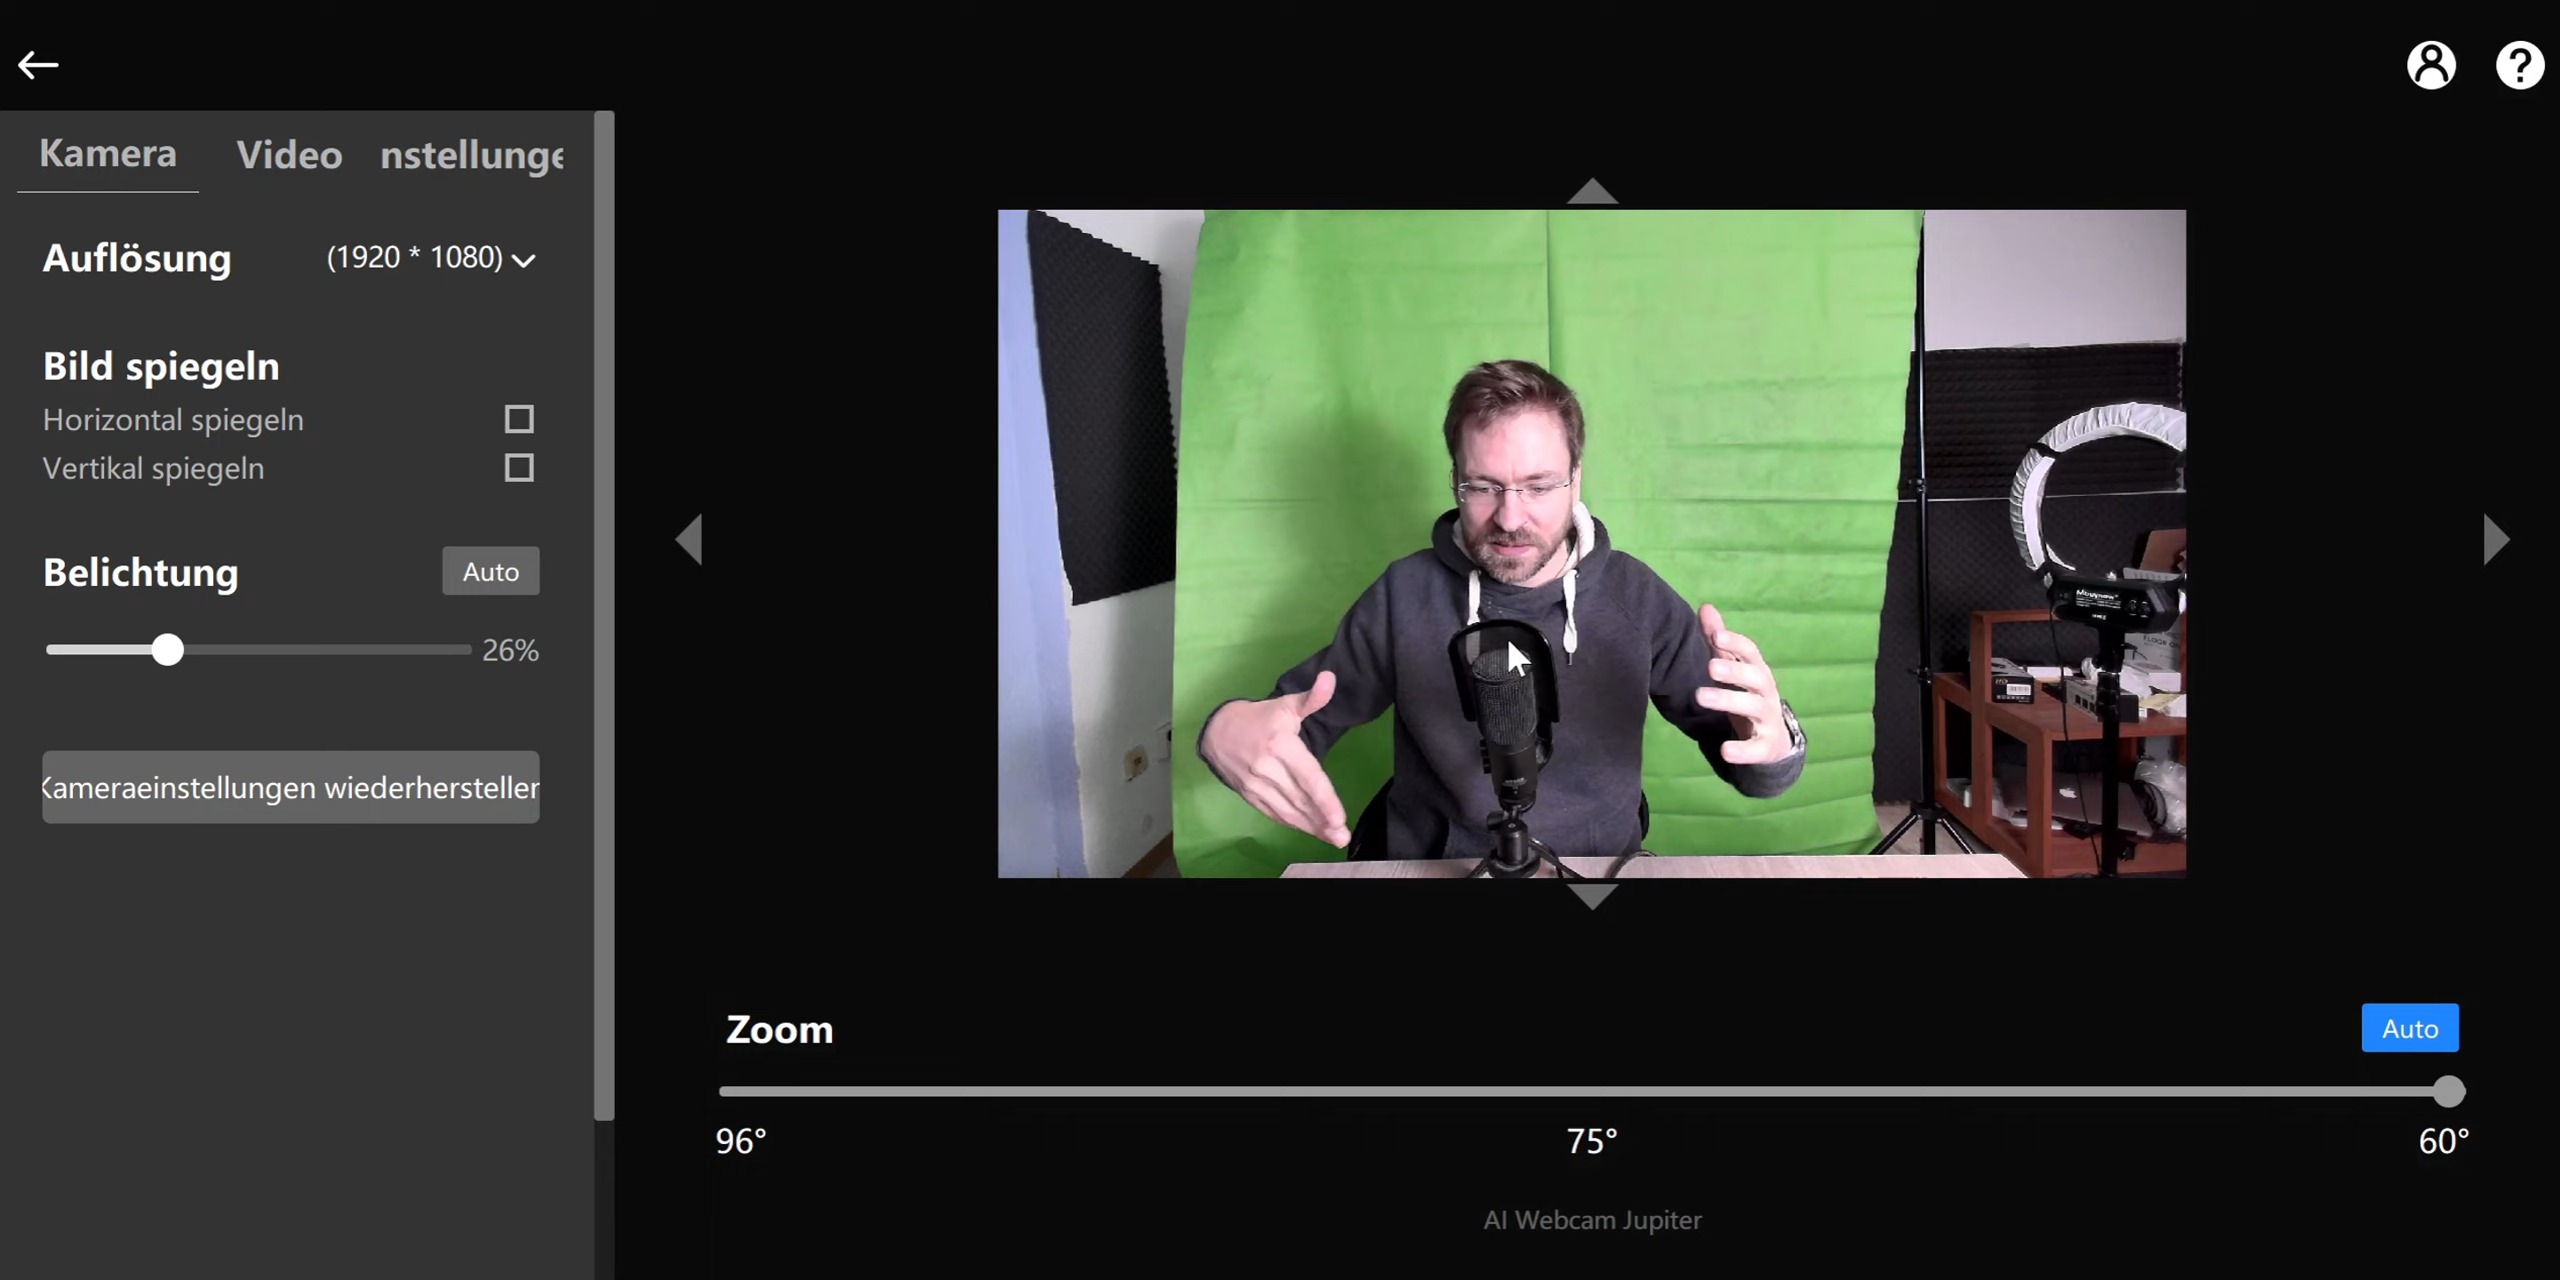 Kamera Video nstellunge
Auflösung (1920 * 1080)
Bild spiegeln
Horizontal spiegeln
Vertikal spiegeln
Belichtung Auto
26%
Kameraeinstellungen wiederhersteller
Zoom Auto
96° 75° 60°
AI Webcam Jupiter